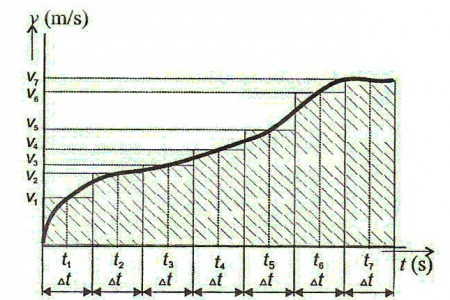 v (m/s)
V₇
V₆
V₅
V₄
V₃
V₂
V₁
t₁ t₂ t₃ t₄ t₅ t₆ t₇ t (s)
Δt Δt Δt Δt Δt Δt Δt